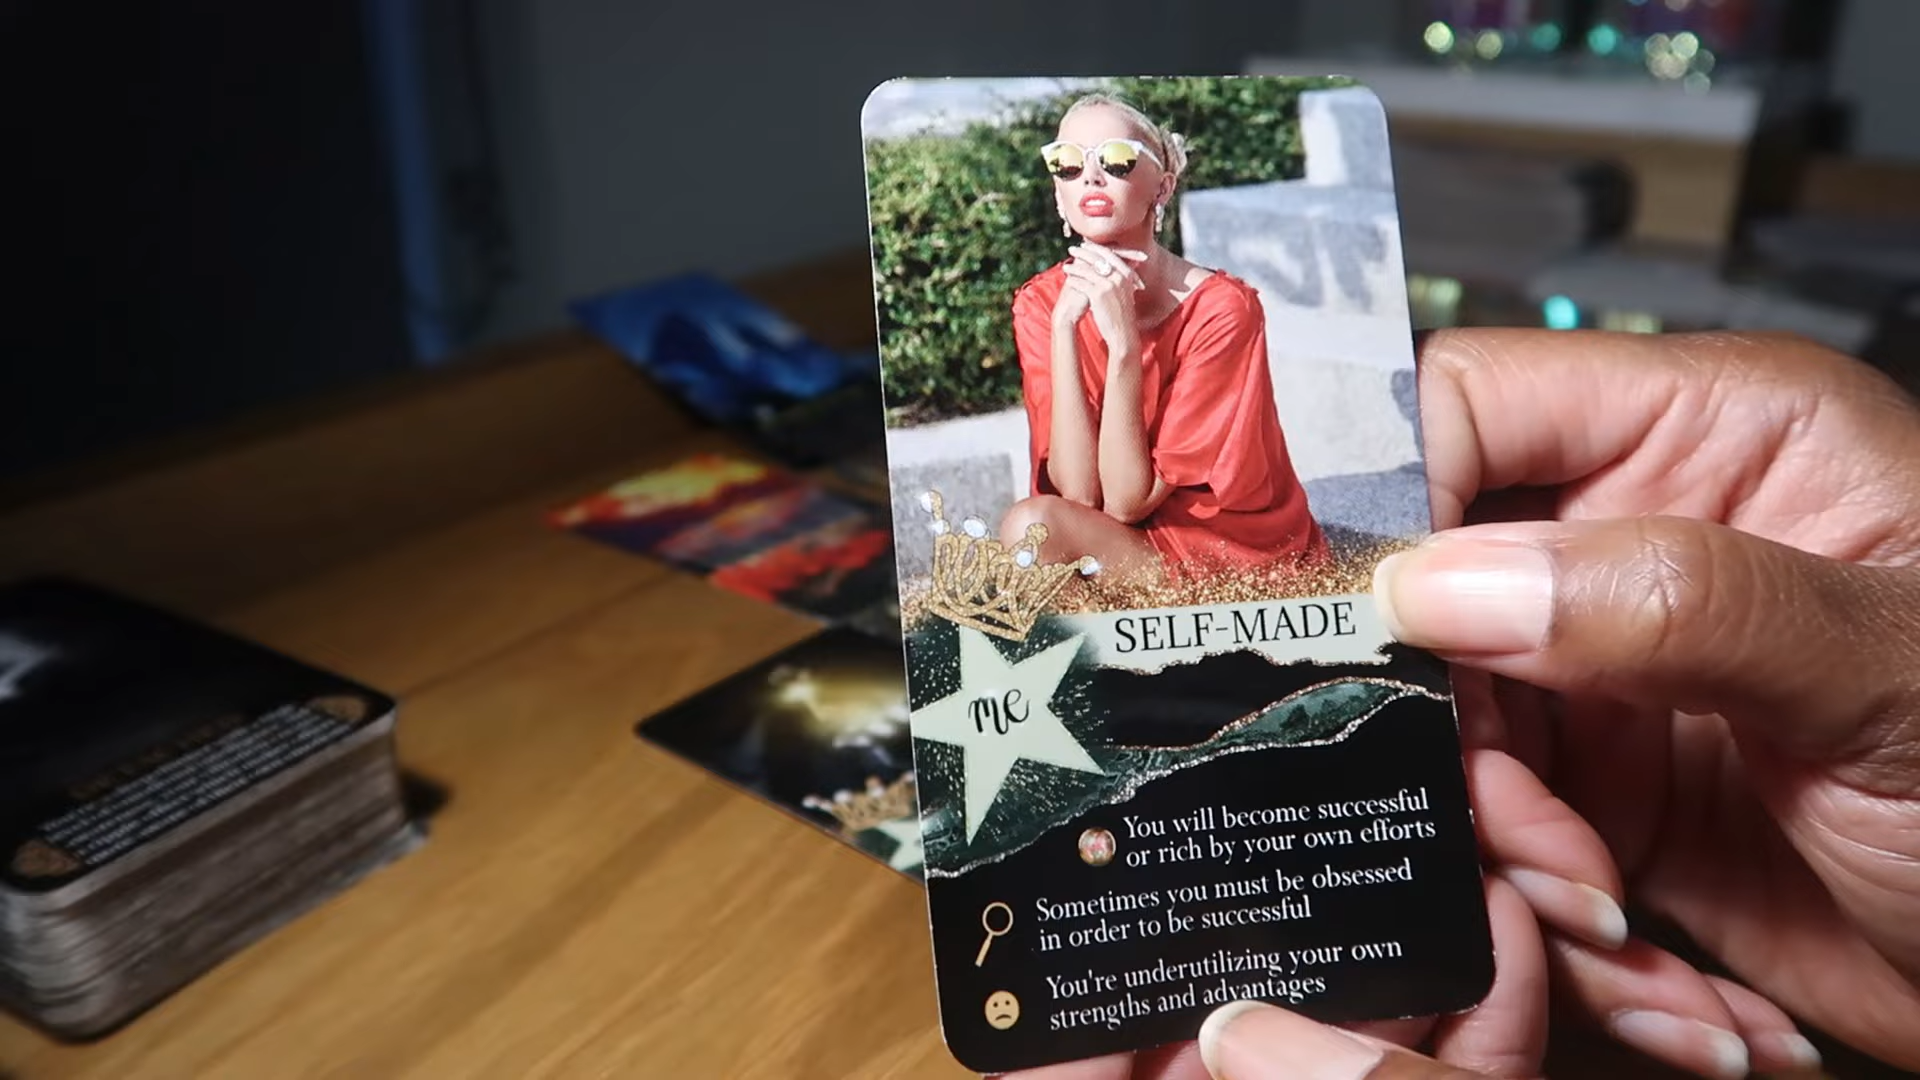 SELF-MADE
me
You will become successful
or rich by your own efforts
Sometimes you must be obsessed
in order to be successful
You're underutilizing your own
strengths and advantages